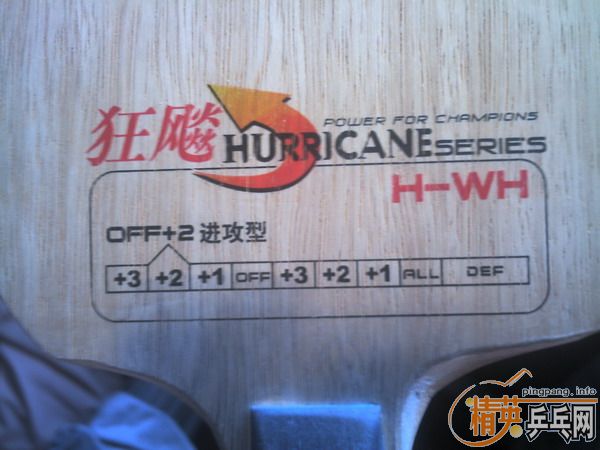 POWER FOR CHAMPIONS
狂飚 HURRICANE SERIES
H-WH
OFF+2 进攻型
+3 +2 +1 OFF +3 +2 +1 ALL DEF
pingpang.info
精英乒乓网